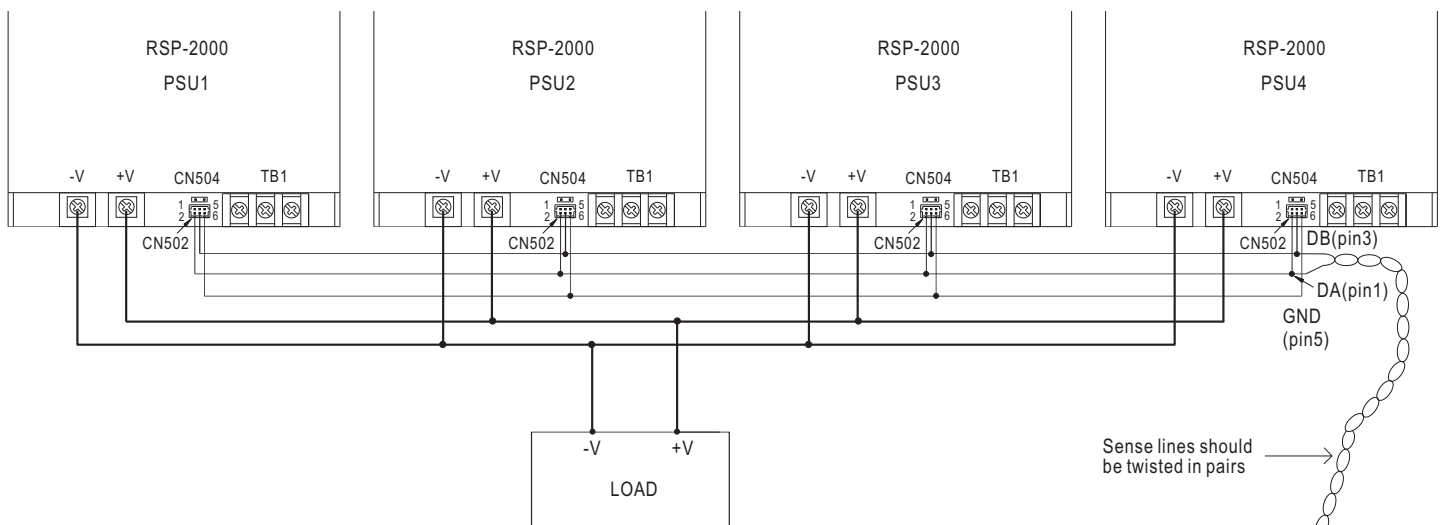 RSP-2000
PSU1
-V
+V
CN504
TB1
1
2
5
6
CN502
RSP-2000
PSU2
-V
+V
CN504
TB1
1
2
5
6
CN502
RSP-2000
PSU3
-V
+V
CN504
TB1
1
2
5
6
CN502
RSP-2000
PSU4
-V
+V
CN504
TB1
1
2
5
6
CN502
DB(pin3)
DA(pin1)
GND
(pin5)
-V
+V
LOAD
Sense lines should
be twisted in pairs